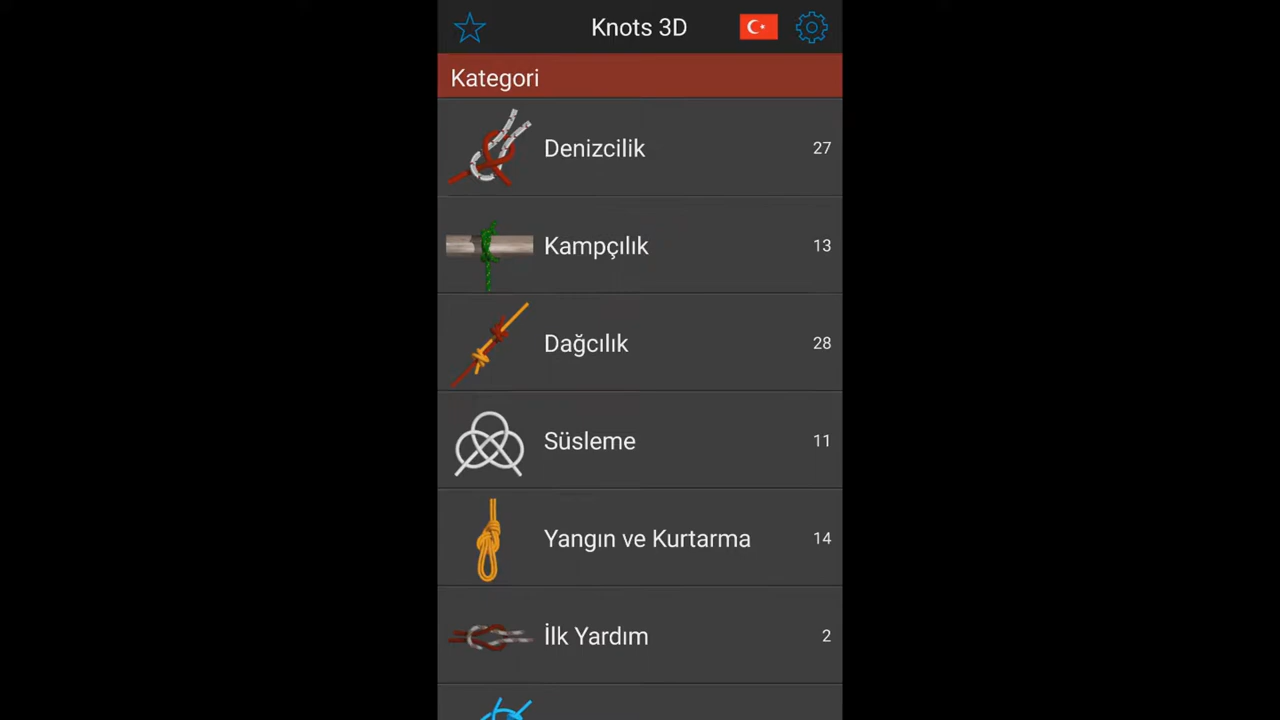 Knots 3D
Kategori
Denizcilik 27
Kampçılık 13
Dağcılık 28
Süsleme 11
Yangın ve Kurtarma 14
İlk Yardım 2